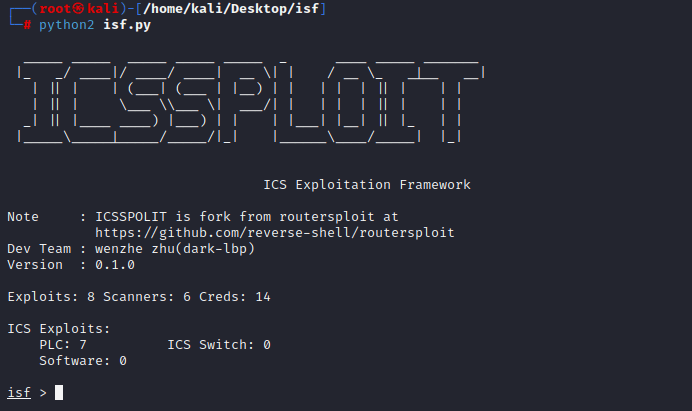 (root㉿kali)-[/home/kali/Desktop/isf]
# python2 isf.py
ICSSPLOIT
ICS Exploitation Framework
Note     : ICSSPOLIT is fork from routersploit at
https://github.com/reverse-shell/routersploit
Dev Team : wenzhe zhu(dark-lbp)
Version  : 0.1.0
Exploits: 8 Scanners: 6 Creds: 14
ICS Exploits:
PLC: 7          ICS Switch: 0
Software: 0
isf >